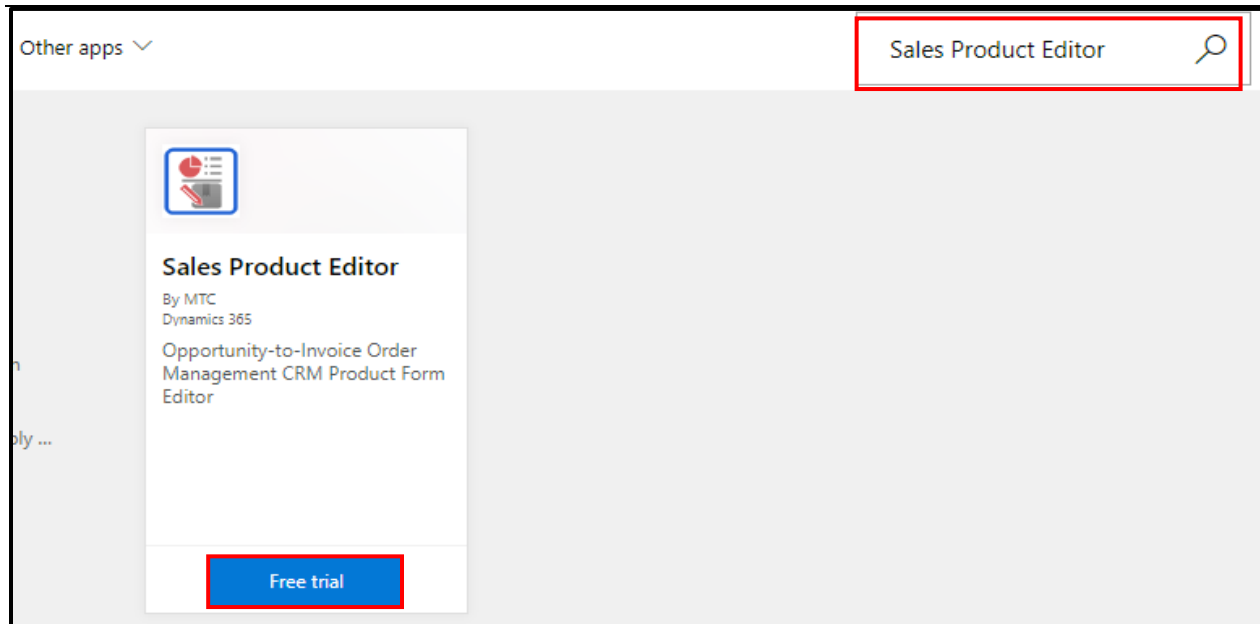 Other apps
Sales Product Editor
Sales Product Editor
By MTC
Dynamics 365
Opportunity-to-Invoice Order
Management CRM Product Form
Editor
Free trial